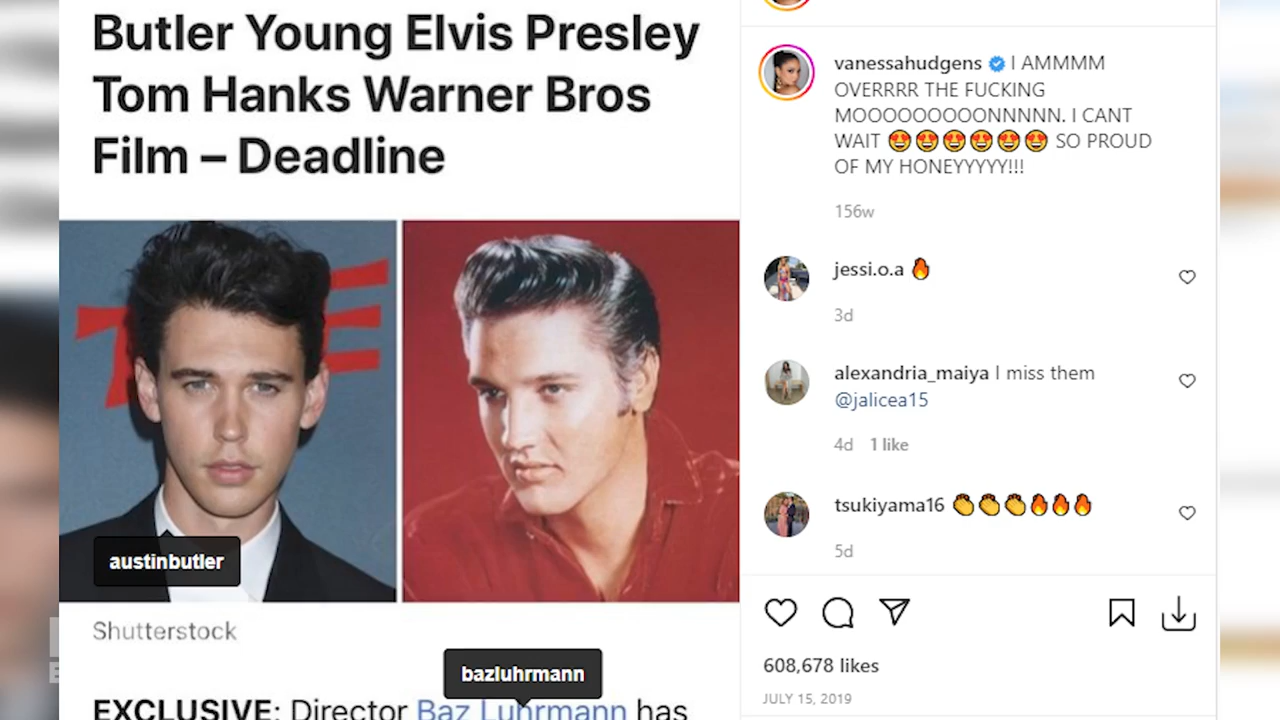 Butler Young Elvis Presley
Tom Hanks Warner Bros
Film – Deadline
austinbutler
Shutterstock
bazluhrmann
EXCLUSIVE: Director Baz Luhrmann has
vanessahudgens I AMMMM
OVERRRR THE FUCKING
MOOOOOOOOONNNNN. I CANT
WAIT 😍😍😍😍😍😍 SO PROUD
OF MY HONEYYYYY!!!
156w
jessi.o.a 🔥
3d
alexandria_maiya I miss them
@jalicea15
4d 1 like
tsukiyama16 👏👏👏🔥🔥🔥
5d
608,678 likes
JULY 15, 2019